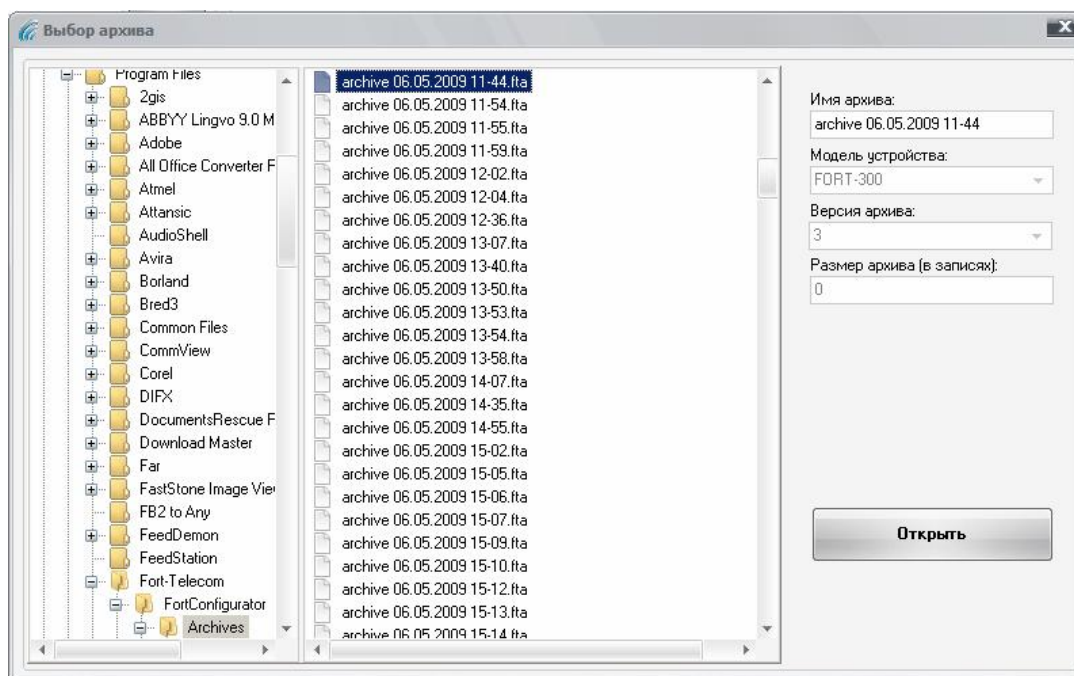 Выбор архива
Program Files
2gis
ABBYY Lingvo 9.0 M
Adobe
All Office Converter F
Atmel
Attansic
AudioShell
Avira
Borland
Bred3
Common Files
CommView
Corel
DIFX
DocumentsRescue F
Download Master
Far
FastStone Image Vie
FB2 to Any
FeedDemon
FeedStation
Fort-Telecom
FortConfigurator
Archives
archive 06.05.2009 11-44.fta
archive 06.05.2009 11-54.fta
archive 06.05.2009 11-55.fta
archive 06.05.2009 11-59.fta
archive 06.05.2009 12-02.fta
archive 06.05.2009 12-04.fta
archive 06.05.2009 12-36.fta
archive 06.05.2009 13-07.fta
archive 06.05.2009 13-40.fta
archive 06.05.2009 13-50.fta
archive 06.05.2009 13-53.fta
archive 06.05.2009 13-54.fta
archive 06.05.2009 13-58.fta
archive 06.05.2009 14-07.fta
archive 06.05.2009 14-35.fta
archive 06.05.2009 14-55.fta
archive 06.05.2009 15-02.fta
archive 06.05.2009 15-05.fta
archive 06.05.2009 15-06.fta
archive 06.05.2009 15-07.fta
archive 06.05.2009 15-09.fta
archive 06.05.2009 15-10.fta
archive 06.05.2009 15-12.fta
archive 06.05.2009 15-13.fta
archive 06.05.2009 15-14.fta
Имя архива:
archive 06.05.2009 11-44
Модель устройства:
FORT-300
Версия архива:
3
Размер архива (в записях):
0
Открыть